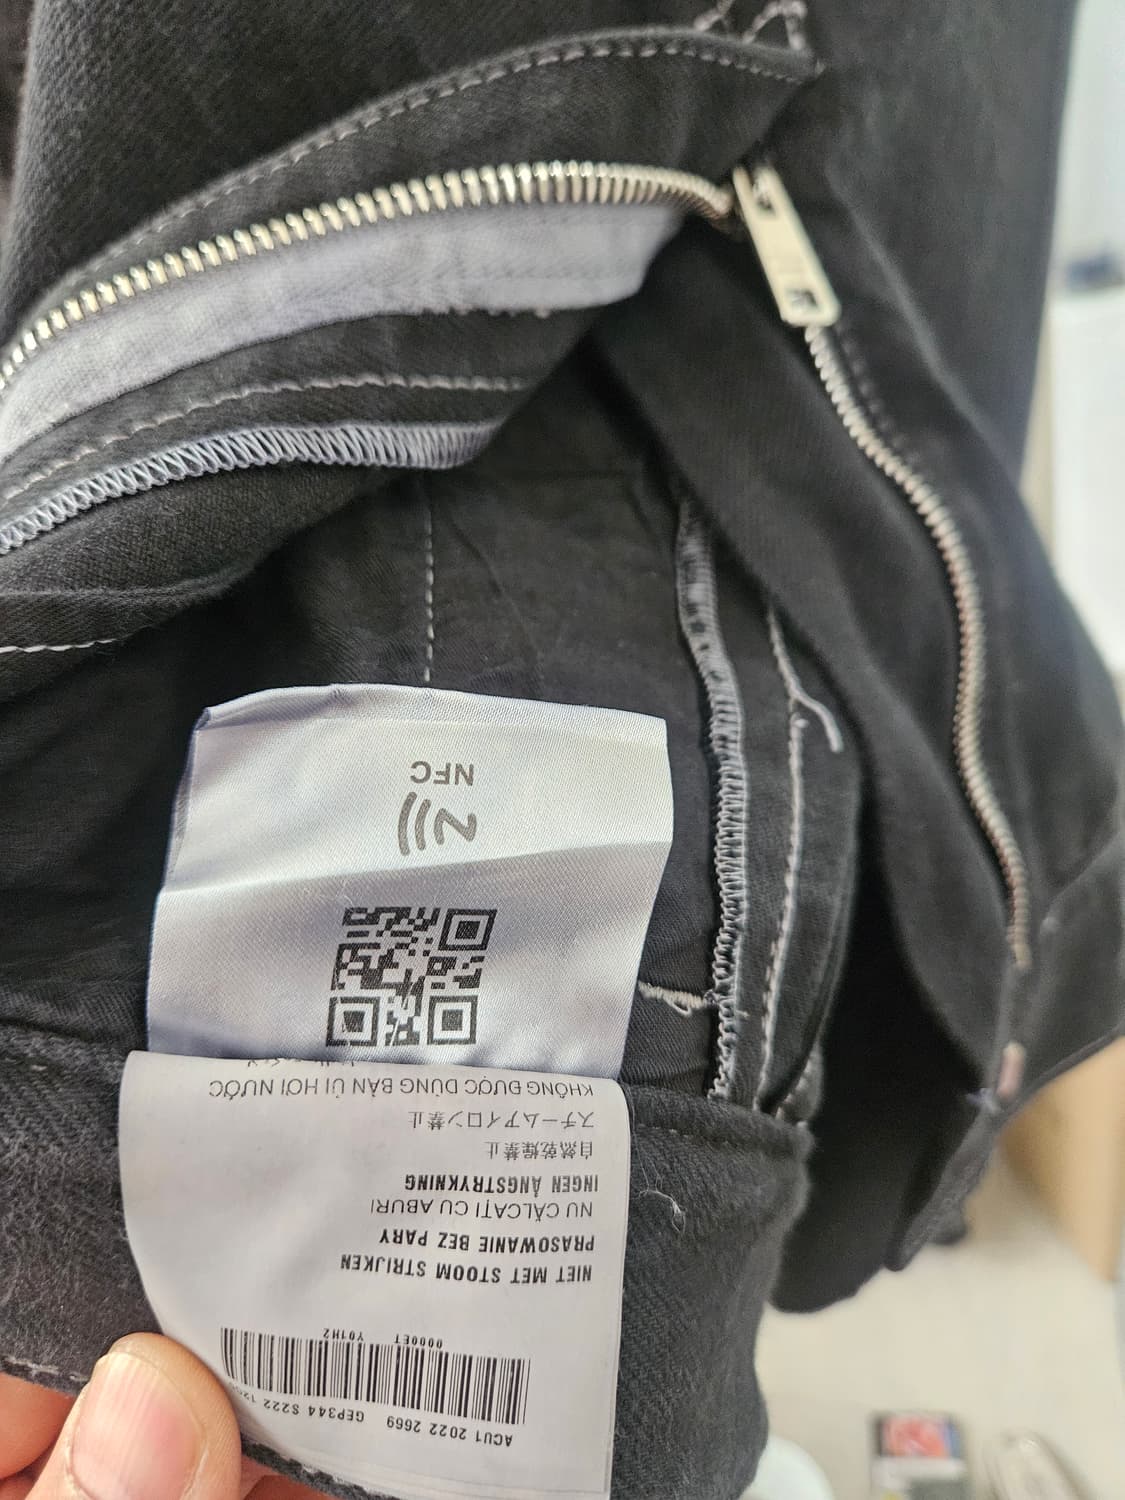 ACU1 2022 2669 GEP344 S222
0000ET Y01H2
NIET MET STOOM STRIJKEN
PRASOWANIE BEZ PARY
NU CĂLCAȚI CU ABURI
INGEN ÅNGSTRYKNING
自然乾燥禁止
スチームアイロン禁止
KHÔNG ĐƯỢC DÙNG BÀN ỦI HƠI NƯỚC
NFC